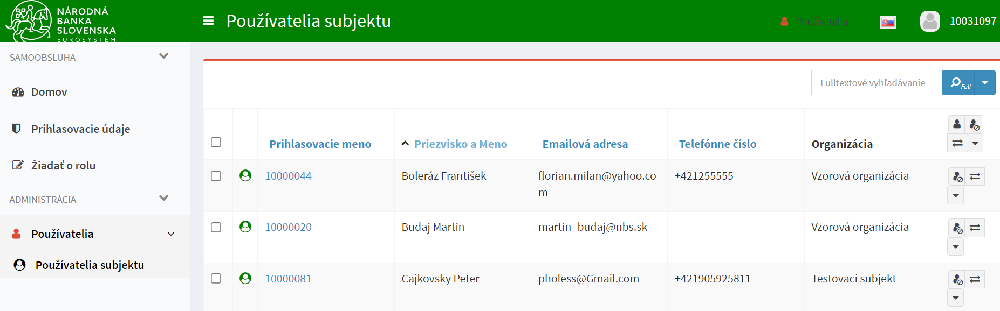 NÁRODNÁ
BANKA
SLOVENSKA
EUROSYSTÉM
Používatelia subjektu
Používatelia
10031097
SAMOOBSLUHA
Domov
Prihlasovacie údaje
Žiadať o rolu
ADMINISTRÁCIA
Používatelia
Používatelia subjektu
Fulltextové vyhľadávanie
Full
Prihlasovacie meno Priezvisko a Meno Emailová adresa Telefónne číslo Organizácia
10000044 Boleráz František florian.milan@yahoo.co +421255555 Vzorová organizácia
m
10000020 Budaj Martin martin_budaj@nbs.sk Vzorová organizácia
10000081 Cajkovsky Peter pholess@Gmail.com +421905925811 Testovací subjekt